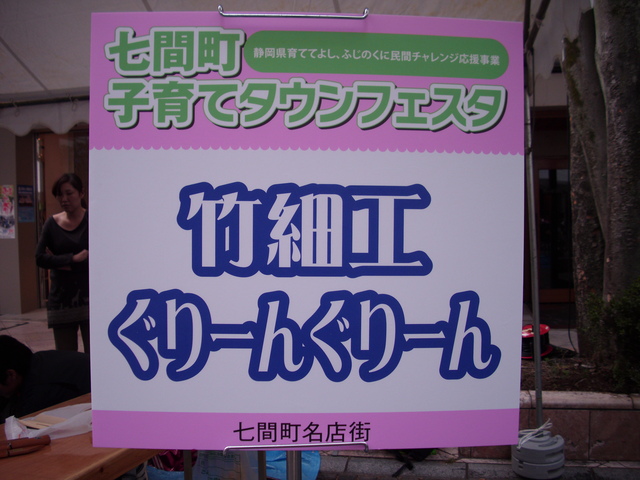 七間町
静岡県育ててよし、ふじのくに民間チャレンジ応援事業
子育てタウンフェスタ
竹細工
ぐりーんぐりーん
七間町名店街